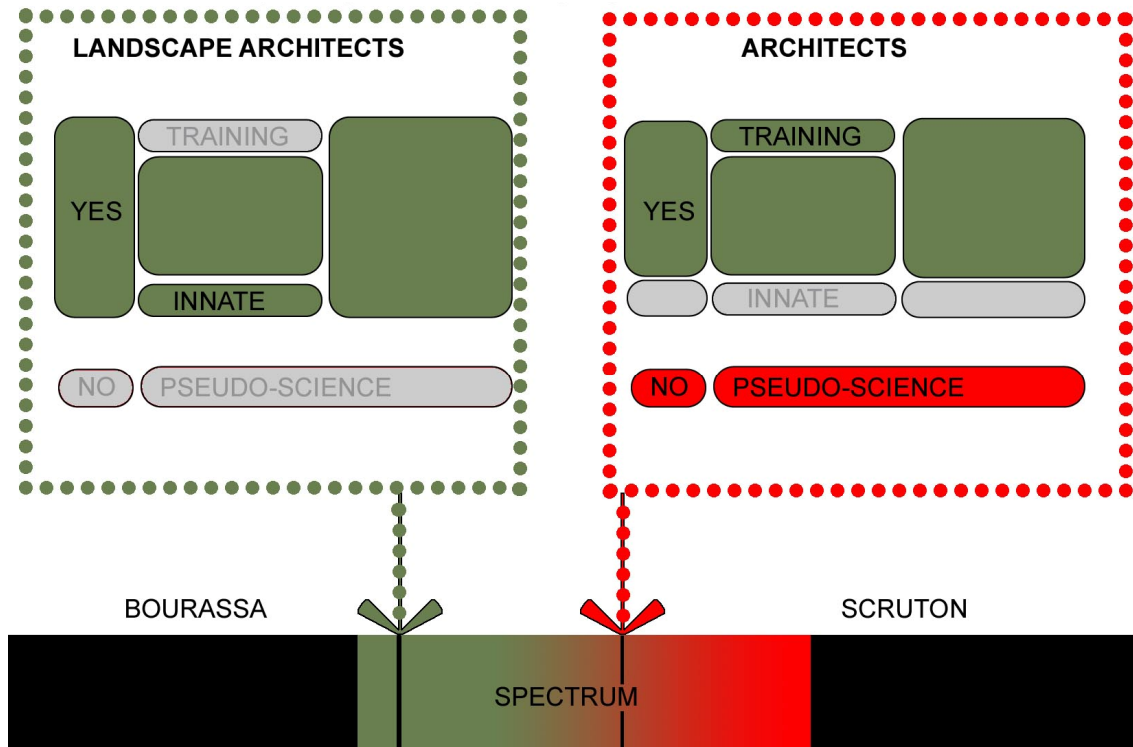 LANDSCAPE ARCHITECTS
TRAINING
YES
INNATE
NO PSEUDO-SCIENCE
ARCHITECTS
TRAINING
YES
INNATE
NO PSEUDO-SCIENCE
BOURASSA
SCRUTON
SPECTRUM